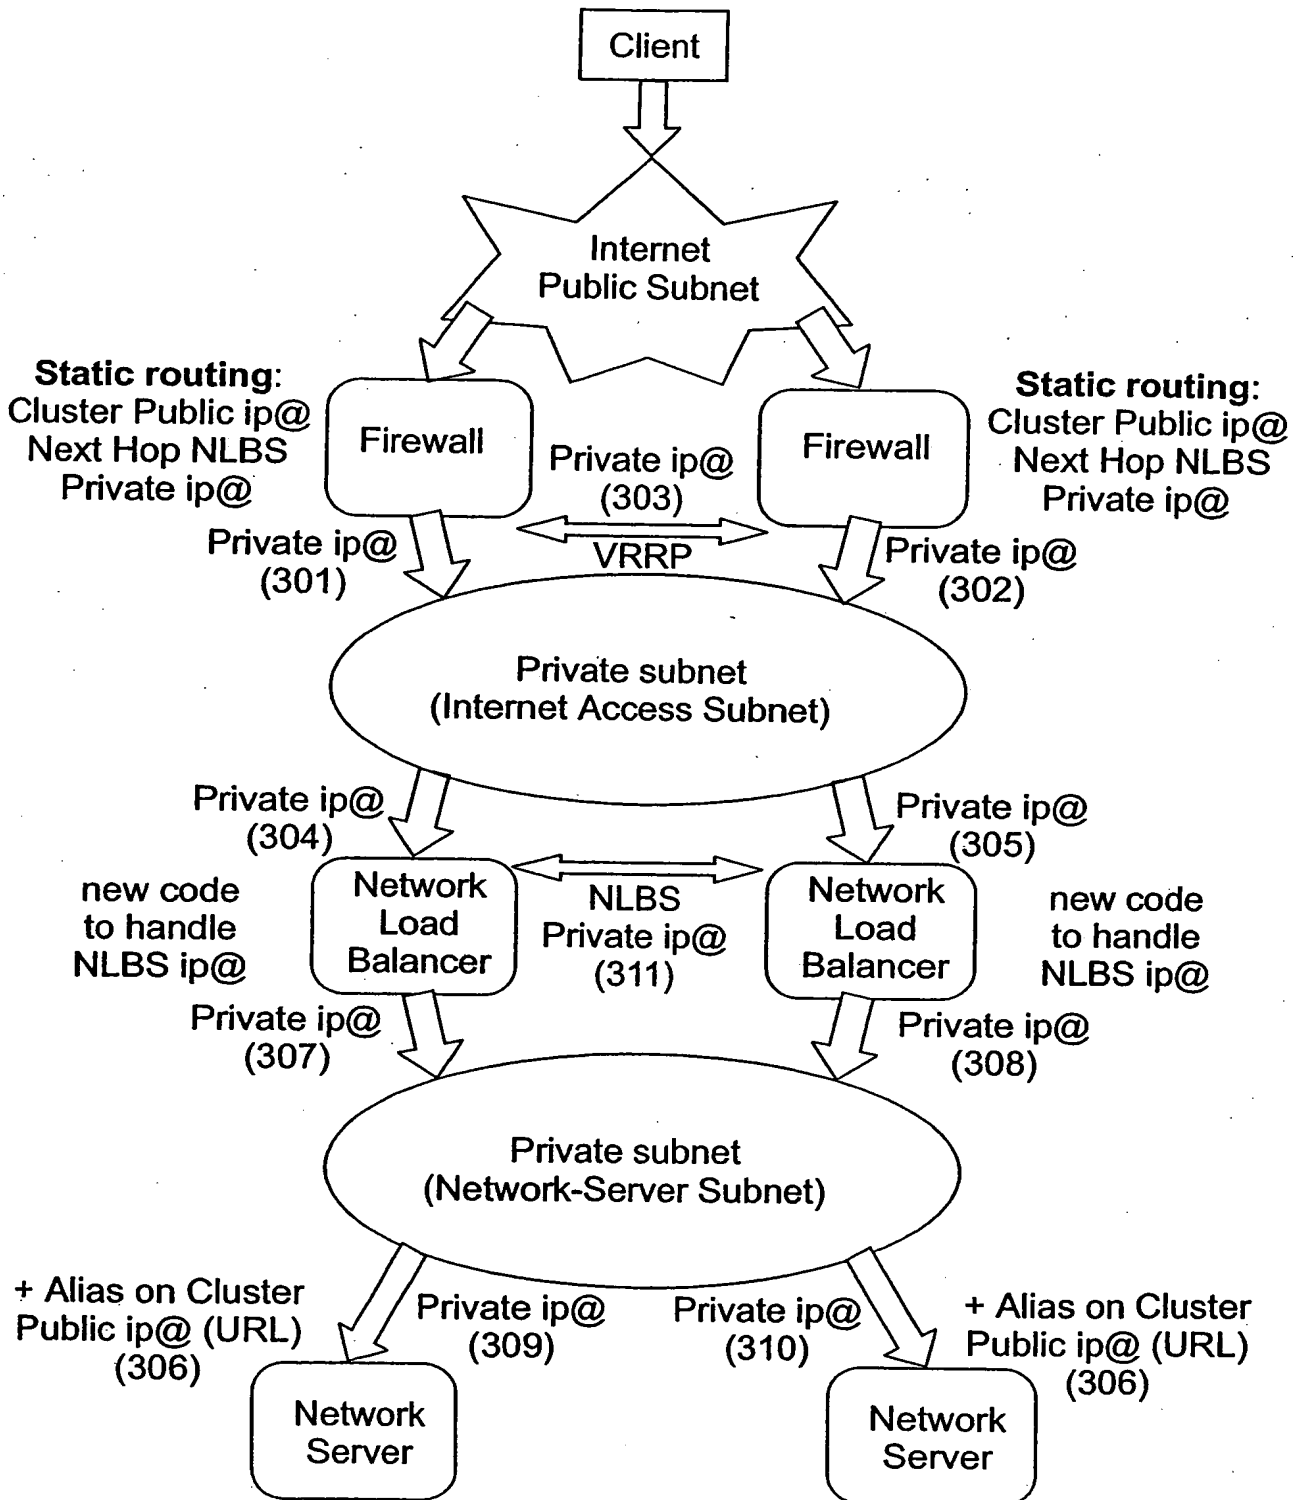 Client
Internet
Public Subnet
Static routing:
Cluster Public ip@
Next Hop NLBS
Private ip@
Firewall
Private ip@
(303)
VRRP
Firewall
Static routing:
Cluster Public ip@
Next Hop NLBS
Private ip@
Private ip@
(301)
Private ip@
(302)
Private subnet
(Internet Access Subnet)
Private ip@
(304)
Private ip@
(305)
new code
to handle
NLBS ip@
Network
Load
Balancer
NLBS
Private ip@
(311)
Network
Load
Balancer
new code
to handle
NLBS ip@
Private ip@
(307)
Private ip@
(308)
Private subnet
(Network-Server Subnet)
+ Alias on Cluster
Public ip@ (URL)
(306)
Private ip@
(309)
Private ip@
(310)
+ Alias on Cluster
Public ip@ (URL)
(306)
Network
Server
Network
Server